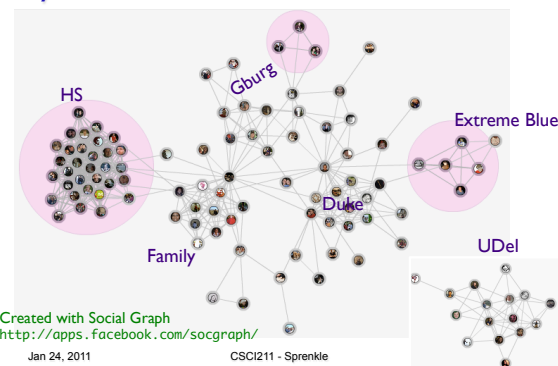 Gburg
HS
Extreme Blue
Duke
Family
UDel
Created with Social Graph
http://apps.facebook.com/socgraph/
Jan 24, 2011
CSCI211 - Sprenkle